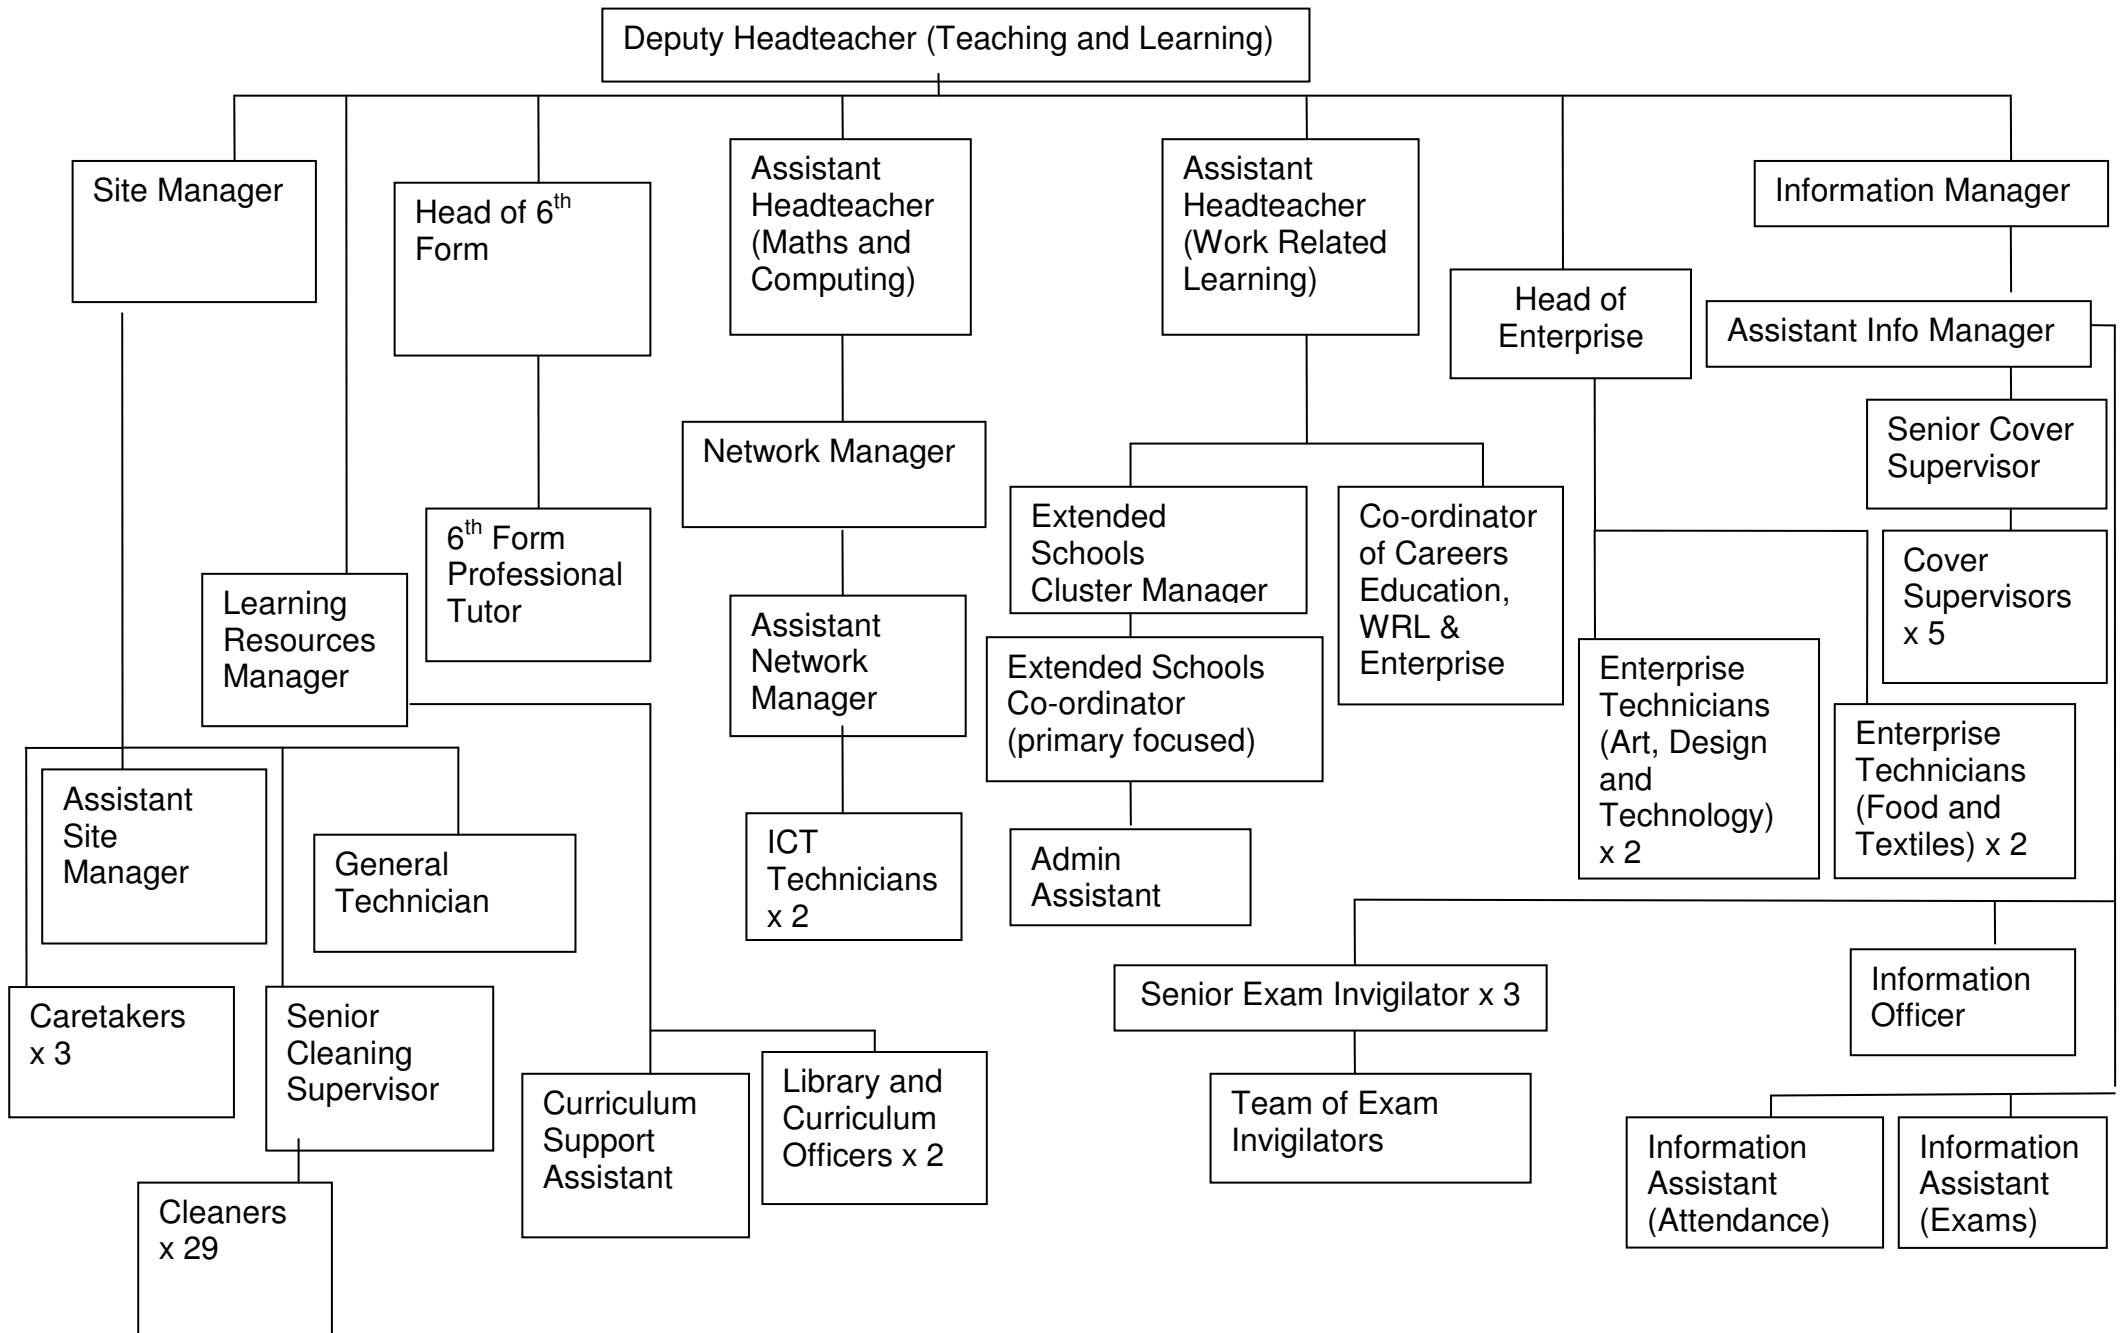 Deputy Headteacher (Teaching and Learning)
Site Manager
Head of 6th
Form
Assistant
Headteacher
(Maths and
Computing)
Assistant
Headteacher
(Work Related
Learning)
Information Manager
Head of
Enterprise
Assistant Info Manager
Network Manager
Senior Cover
Supervisor
Extended
Schools
Cluster Manager
Co-ordinator
of Careers
Education,
WRL &
Enterprise
6th Form
Professional
Tutor
Cover
Supervisors
x 5
Learning
Resources
Manager
Assistant
Network
Manager
Extended Schools
Co-ordinator
(primary focused)
Enterprise
Technicians
(Art, Design
and
Technology)
x 2
Enterprise
Technicians
(Food and
Textiles) x 2
Assistant
Site
Manager
General
Technician
ICT
Technicians
x 2
Admin
Assistant
Senior Exam Invigilator x 3
Information
Officer
Caretakers
x 3
Senior
Cleaning
Supervisor
Curriculum
Support
Assistant
Library and
Curriculum
Officers x 2
Team of Exam
Invigilators
Information
Assistant
(Attendance)
Information
Assistant
(Exams)
Cleaners
x 29